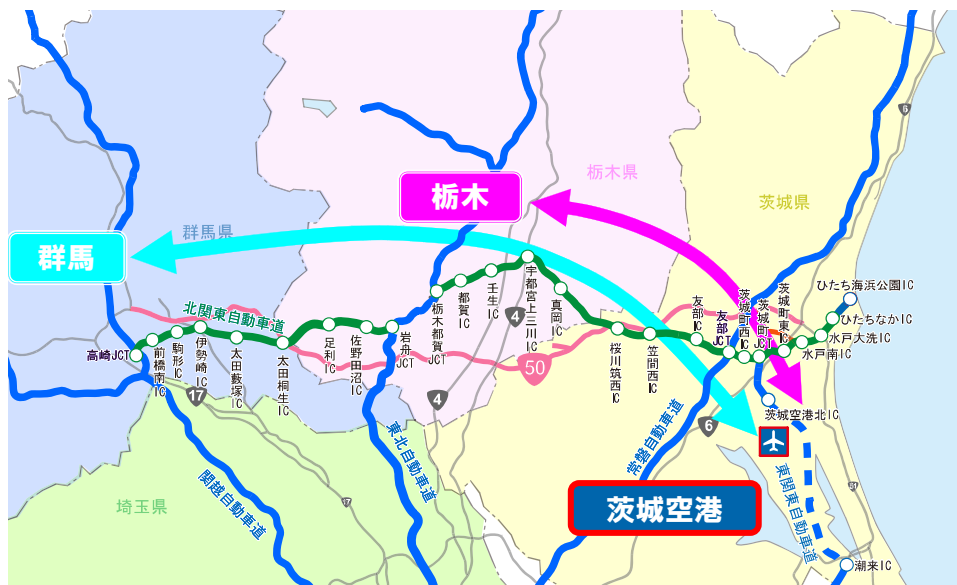 栃木
栃木県
茨城県
群馬県
群馬
北関東自動車道
高崎JCT
前橋南IC
駒形IC
伊勢崎IC
太田藪塚IC
太田桐生IC
足利IC
佐野田沼IC
岩舟JCT
栃木都賀JCT
都賀IC
壬生IC
宇都宮上三川IC
真岡IC
桜川筑西IC
笠間西IC
友部IC
友部JCT
茨城町西IC
茨城町JCT
茨城町東IC
水戸南IC
水戸大洗IC
ひたちなかIC
ひたち海浜公園IC
茨城空港北IC
6
4
50
17
4
6
17
51
東北自動車道
常磐自動車道
関越自動車道
東関東自動車道
埼玉県
茨城空港
潮来IC